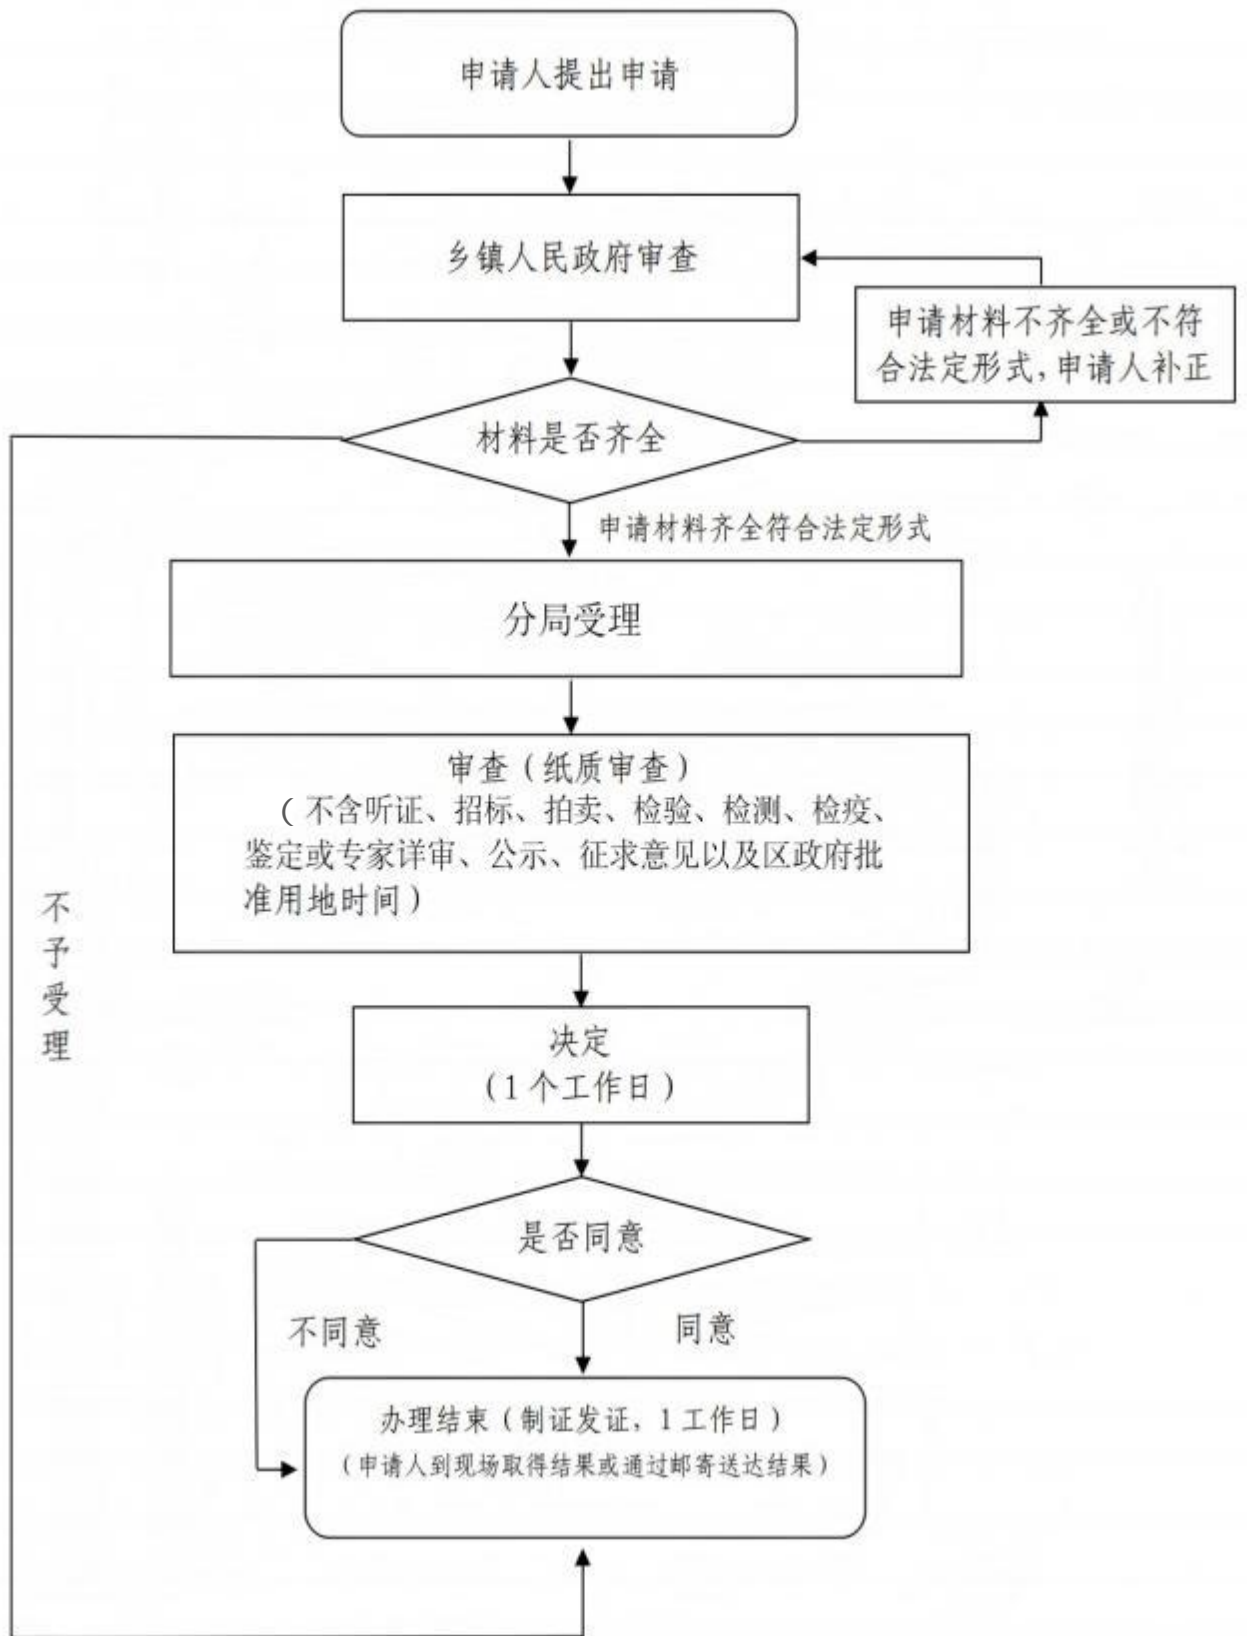 申请人提出申请
乡镇人民政府审查
申请材料不齐全或不符
合法定形式,申请人补正
材料是否齐全
申请材料齐全符合法定形式
分局受理
审查(纸质审查)
(不含听证、招标、拍卖、检验、检测、检疫、
鉴定或专家详审、公示、征求意见以及区政府批
准用地时间)
不予受理
决定
(1个工作日)
是否同意
不同意
同意
办理结束(制证发证,1工作日)
(申请人到现场取得结果或通过邮寄送达结果)